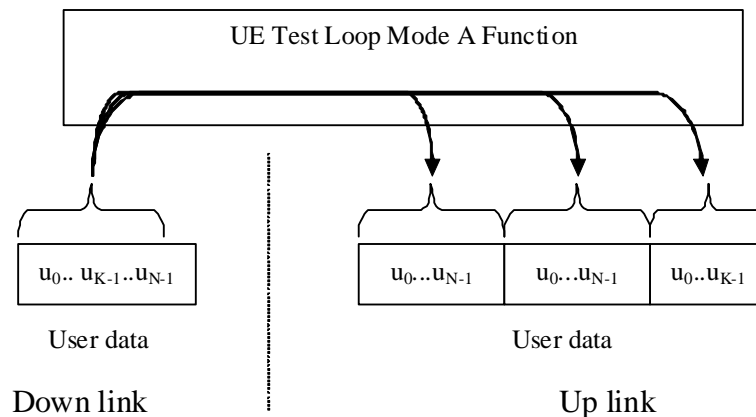 UE Test Loop Mode A Function
u0.. uK-1..uN-1
u0...uN-1
u0...uN-1
u0..uK-1
User data
User data
Down link
Up link